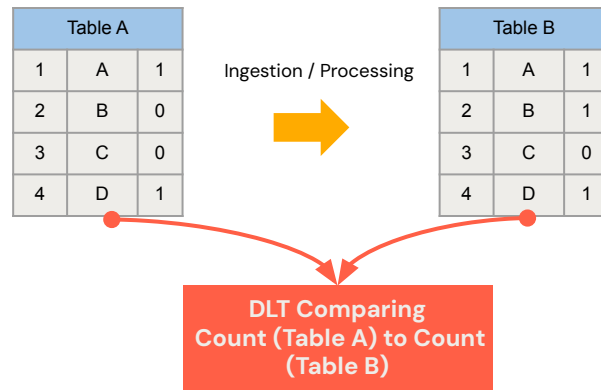 Table A
1 A 1
2 B 0
3 C 0
4 D 1
Ingestion / Processing
Table B
1 A 1
2 B 1
3 C 0
4 D 1
DLT Comparing
Count (Table A) to Count
(Table B)